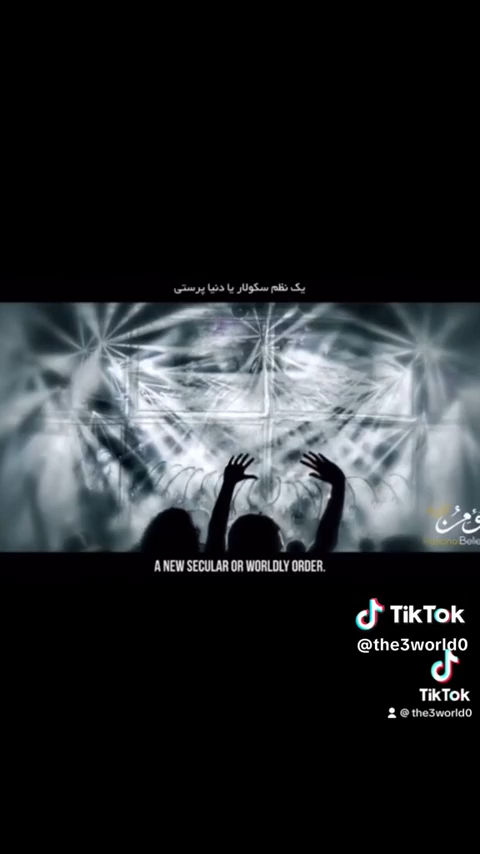 یک نظم سکولار یا دنیا پرستی
A NEW SECULAR OR WORLDLY ORDER.
TikTok
@the3world0
TikTok
@ the3world0